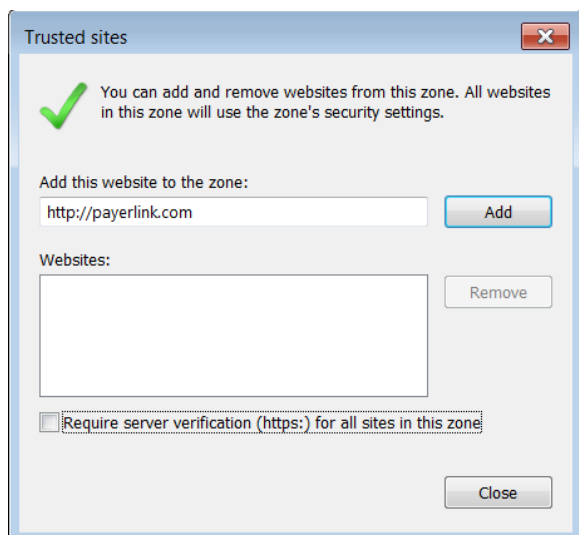 Trusted sites
You can add and remove websites from this zone. All websites
in this zone will use the zone's security settings.
Add this website to the zone:
http://payerlink.com
Add
Websites:
Remove
Require server verification (https:) for all sites in this zone
Close